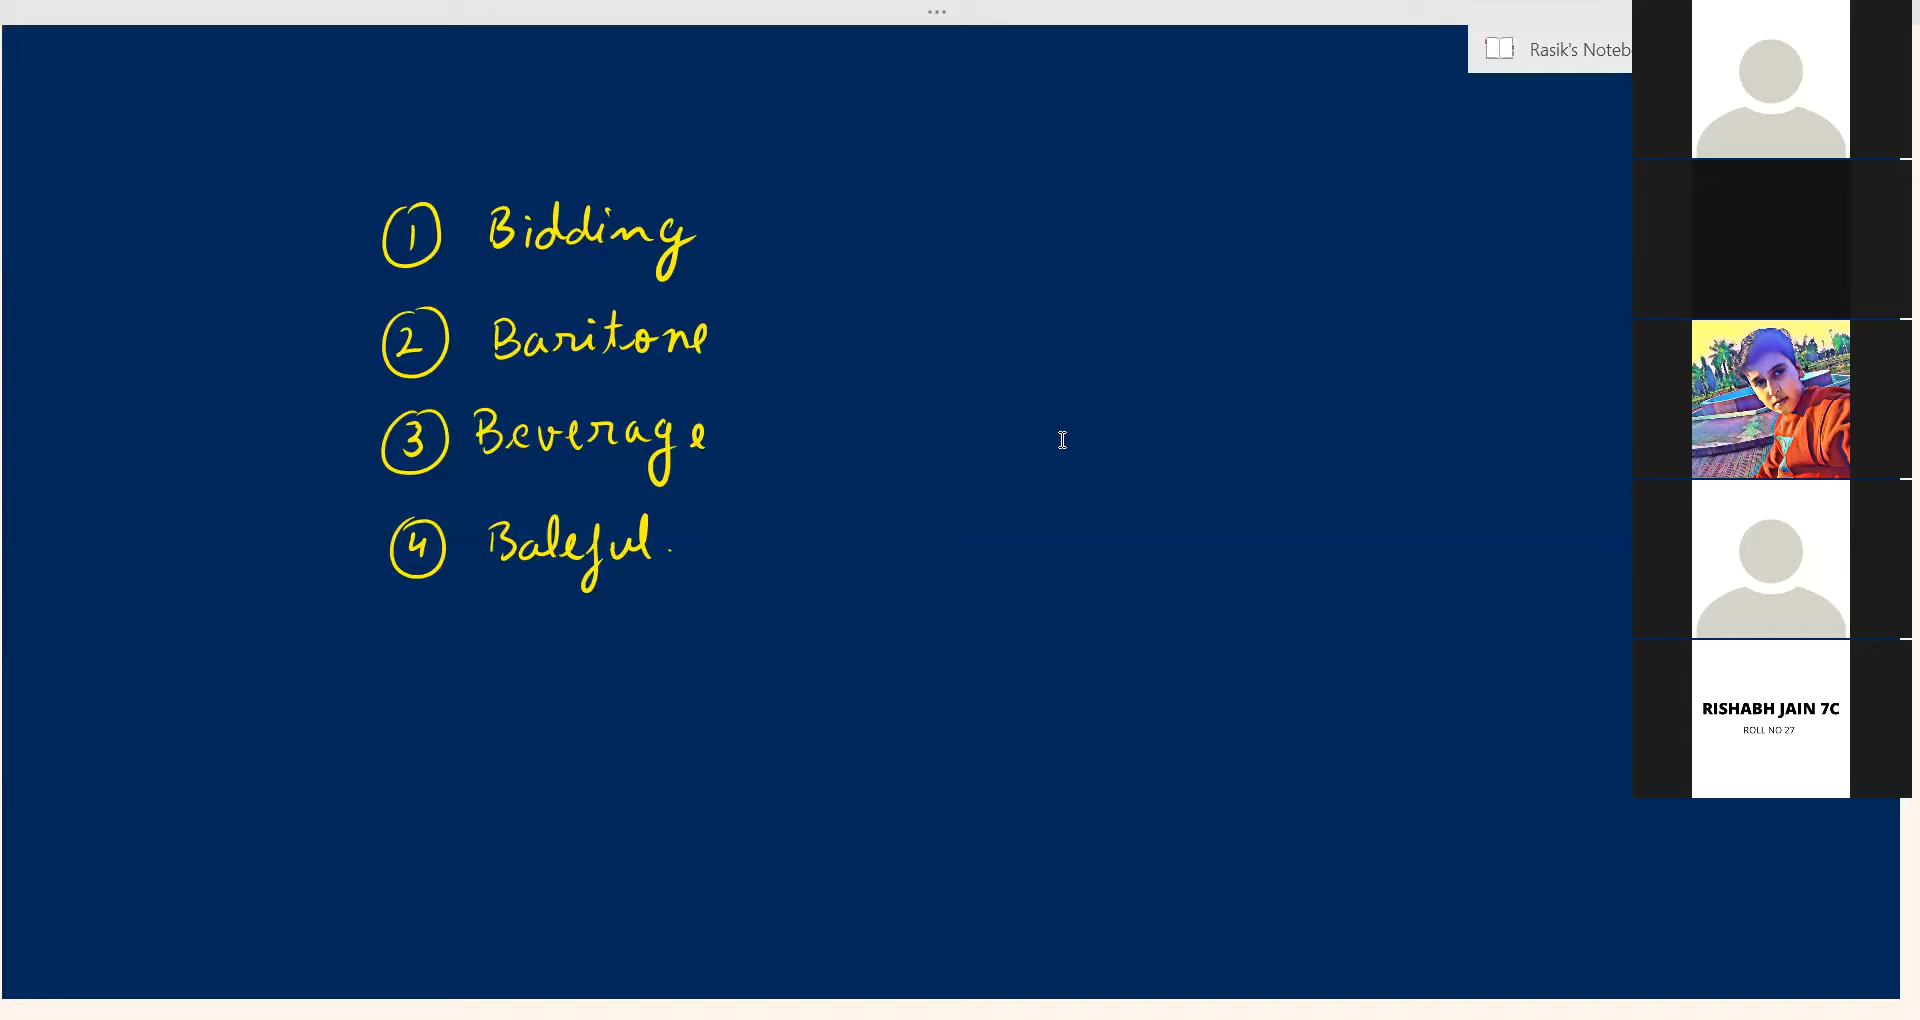 ...
Rasik's Noteb
1 Bidding
2 Baritone
3 Beverage
4 Baleful.
RISHABH JAIN 7C
ROLL NO 27